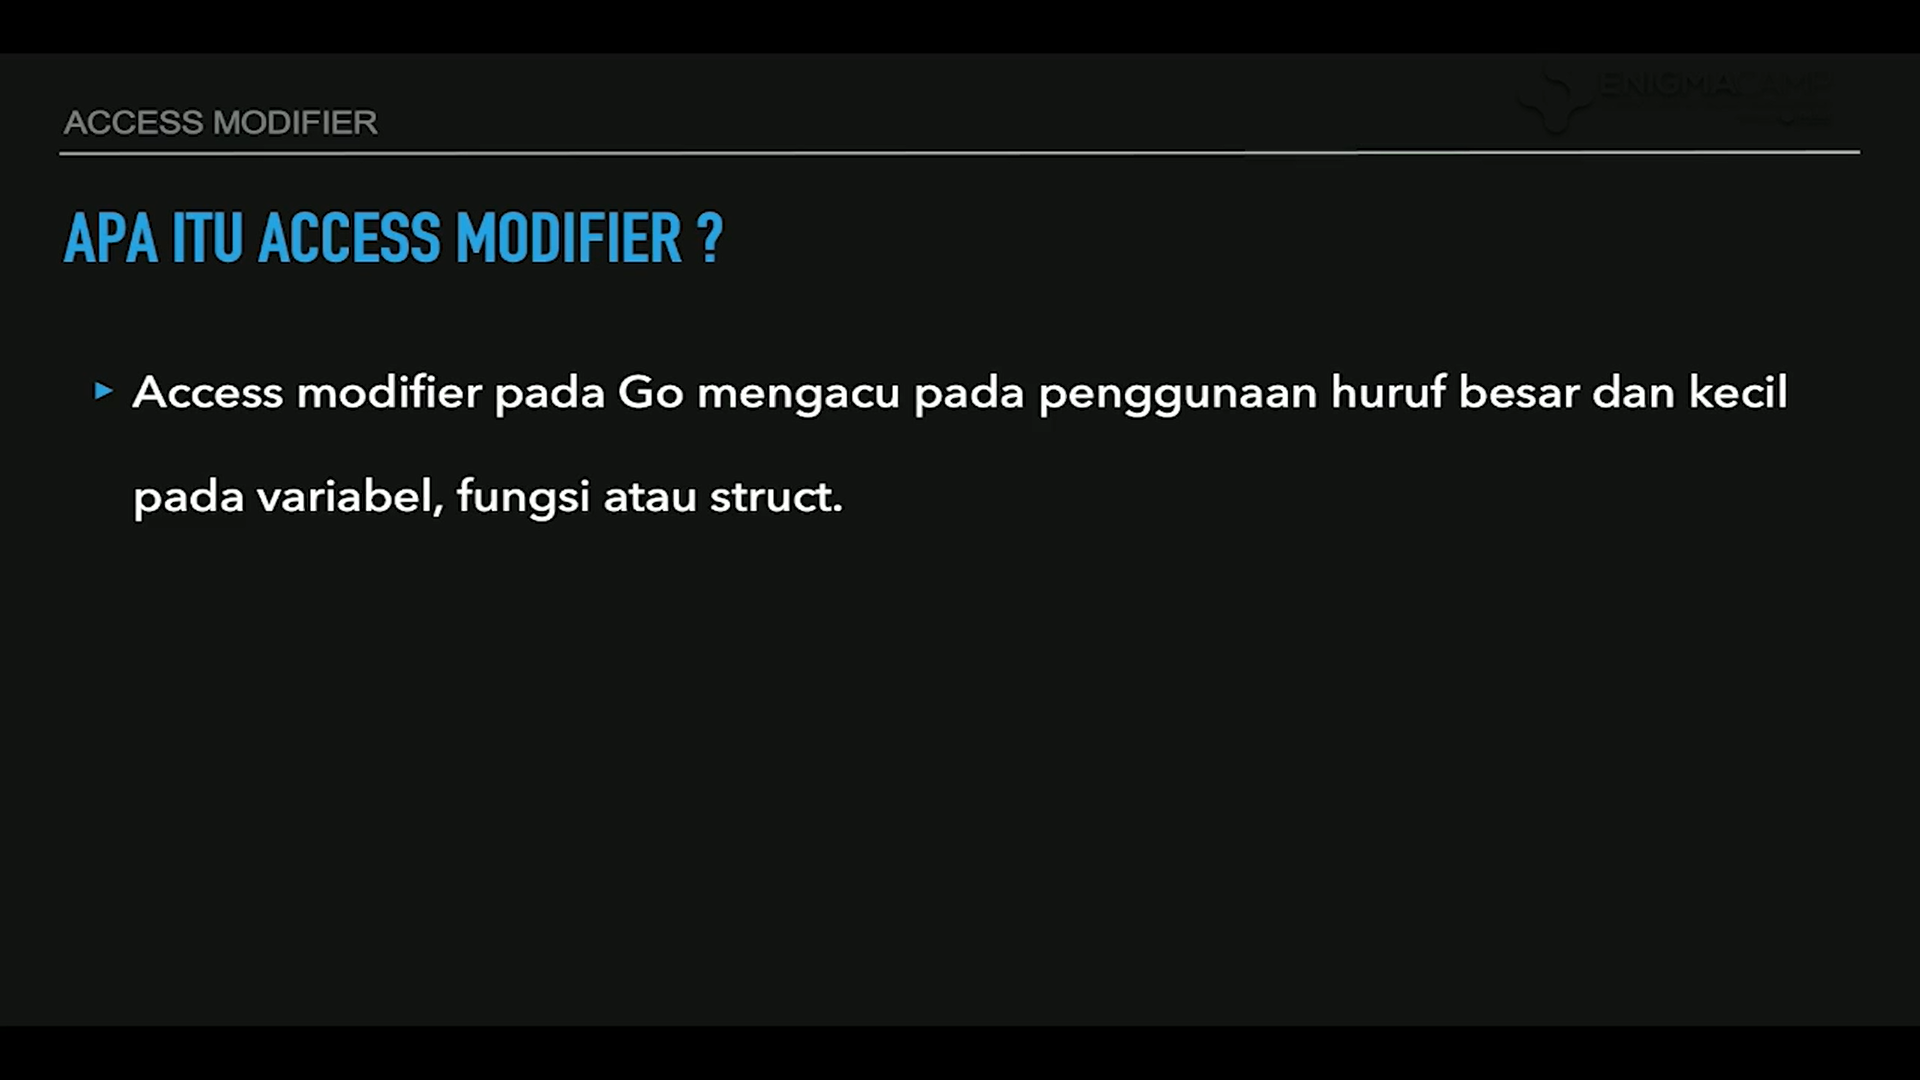 ENIGMACAMP
ACCESS MODIFIER
APA ITU ACCESS MODIFIER ?
▸ Access modifier pada Go mengacu pada penggunaan huruf besar dan kecil
pada variabel, fungsi atau struct.